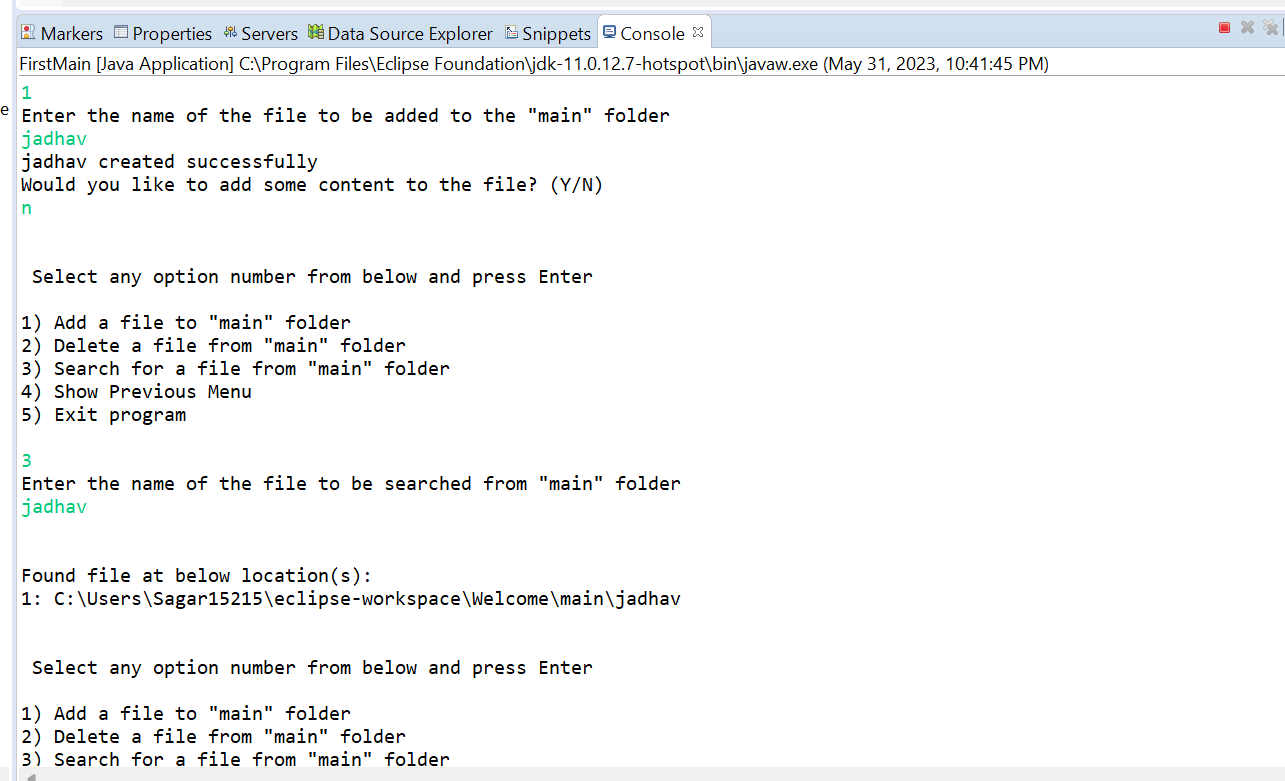 Markers Properties Servers Data Source Explorer Snippets Console
FirstMain [Java Application] C:\Program Files\Eclipse Foundation\jdk-11.0.12.7-hotspot\bin\javaw.exe (May 31, 2023, 10:41:45 PM)
1
e
Enter the name of the file to be added to the "main" folder
jadhav
jadhav created successfully
Would you like to add some content to the file? (Y/N)
n
Select any option number from below and press Enter
1) Add a file to "main" folder
2) Delete a file from "main" folder
3) Search for a file from "main" folder
4) Show Previous Menu
5) Exit program
3
Enter the name of the file to be searched from "main" folder
jadhav
Found file at below location(s):
1: C:\Users\Sagar15215\eclipse-workspace\Welcome\main\jadhav
Select any option number from below and press Enter
1) Add a file to "main" folder
2) Delete a file from "main" folder
3) Search for a file from "main" folder